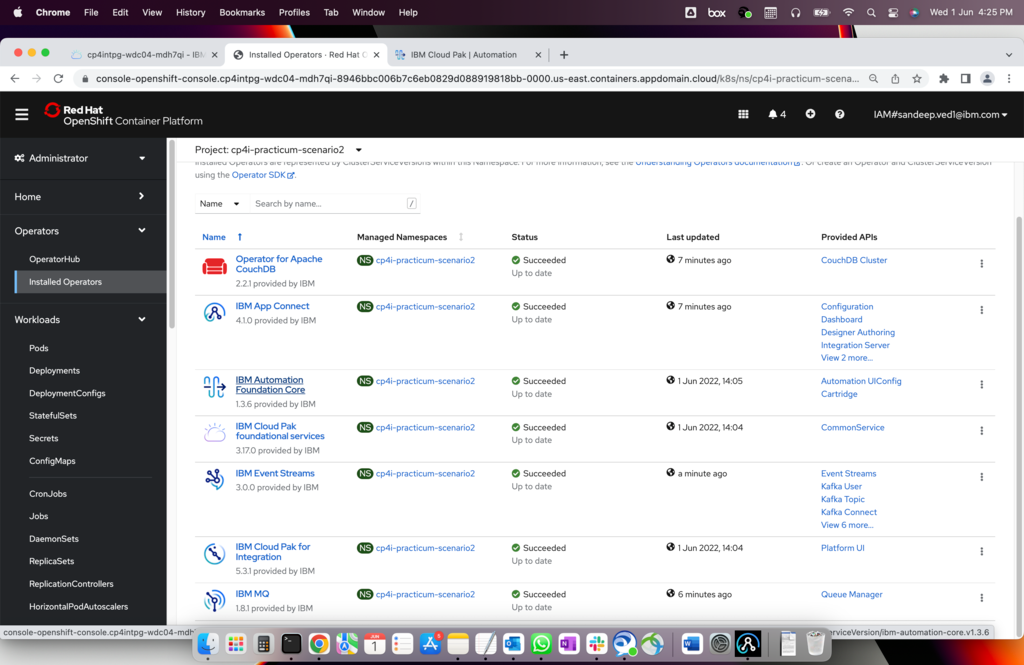 Chrome File Edit View History Bookmarks Profiles Tab Window Help box Wed 1 Jun 4:25 PM
cp4intpg-wdc04-mdh7qi - IBM Installed Operators · Red Hat O IBM Cloud Pak | Automation
console-openshift-console.cp4intpg-wdc04-mdh7qi-8946bbc006b7c6eb0829d088919818bb-0000.us-east.containers.appdomain.cloud/k8s/ns/cp4i-practicum-scena...
Red Hat
OpenShift Container Platform
4
IAM#sandeep.ved1@ibm.com
Administrator
Home
Operators
OperatorHub
Installed Operators
Workloads
Pods
Deployments
DeploymentConfigs
StatefulSets
Secrets
ConfigMaps
CronJobs
Jobs
DaemonSets
ReplicaSets
ReplicationControllers
HorizontalPodAutoscalers
Project: cp4i-practicum-scenario2
Installed Operators are represented by ClusterServiceVersions within this Namespace. For more information, see the Understanding Operators documentation. Or create an Operator and ClusterServiceVersion
using the Operator SDK.
Name Search by name... /
Name Managed Namespaces Status Last updated Provided APIs
Operator for Apache
CouchDB
2.2.1 provided by IBM
NS cp4i-practicum-scenario2
Succeeded
Up to date
7 minutes ago
CouchDB Cluster
IBM App Connect
4.1.0 provided by IBM
NS cp4i-practicum-scenario2
Succeeded
Up to date
7 minutes ago
Configuration
Dashboard
Designer Authoring
Integration Server
View 2 more...
IBM Automation
Foundation Core
1.3.6 provided by IBM
NS cp4i-practicum-scenario2
Succeeded
Up to date
1 Jun 2022, 14:05
Automation UIConfig
Cartridge
IBM Cloud Pak
foundational services
3.17.0 provided by IBM
NS cp4i-practicum-scenario2
Succeeded
Up to date
1 Jun 2022, 14:04
CommonService
IBM Event Streams
3.0.0 provided by IBM
NS cp4i-practicum-scenario2
Succeeded
Up to date
a minute ago
Event Streams
Kafka User
Kafka Topic
Kafka Connect
View 6 more...
IBM Cloud Pak for
Integration
5.3.1 provided by IBM
NS cp4i-practicum-scenario2
Succeeded
Up to date
1 Jun 2022, 14:04
Platform UI
IBM MQ
1.8.1 provided by IBM
NS cp4i-practicum-scenario2
Succeeded
Up to date
6 minutes ago
Queue Manager
console-openshift-console.cp4intpg-wdc04-mdh
erviceVersion/ibm-automation-core.v1.3.6
JUN
1